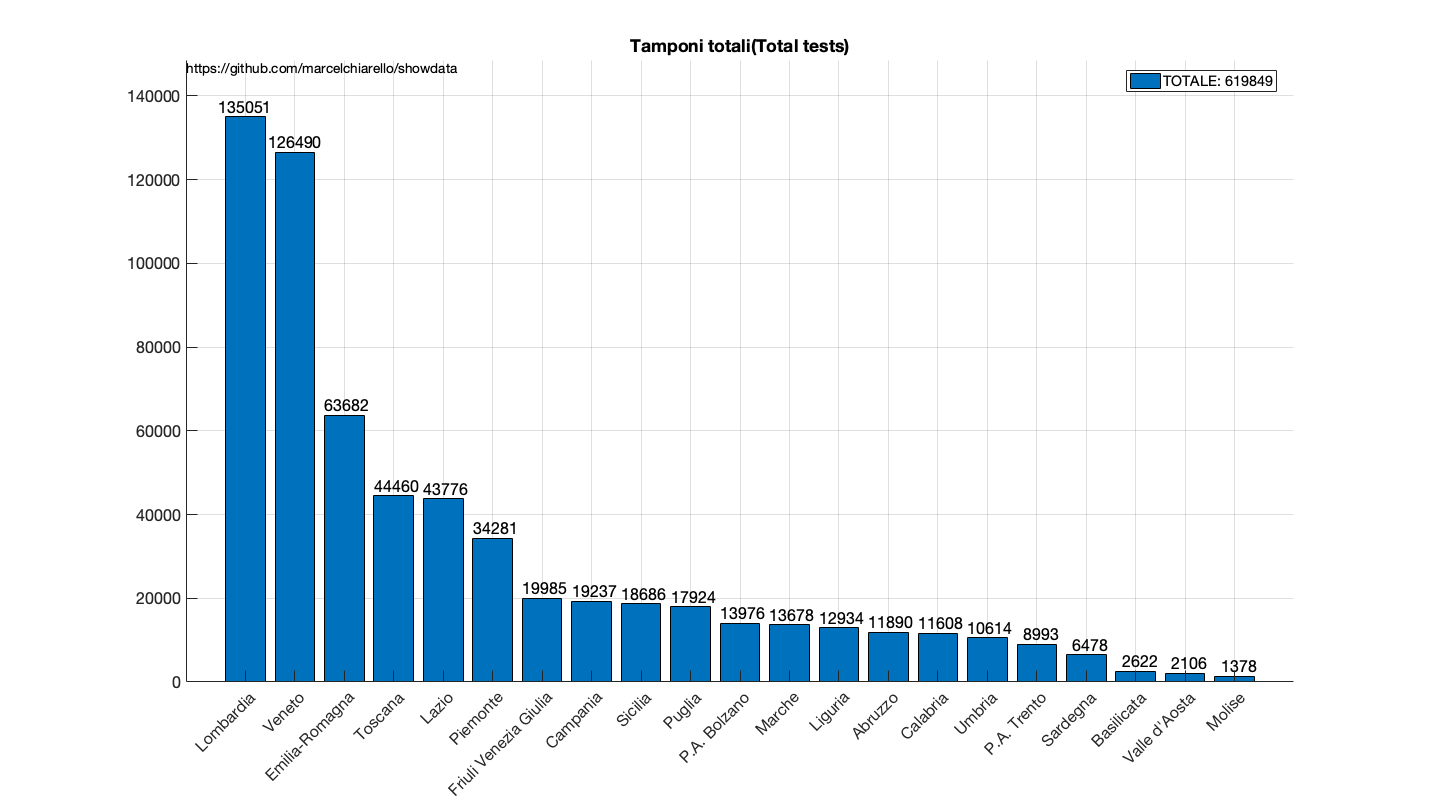 Tamponi totali(Total tests)
https://github.com/marcelchiarello/showdata
TOTALE: 619849
140000
120000
100000
80000
60000
40000
20000
0
135051
126490
63682
44460
43776
34281
19985
19237
18686
17924
13976
13678
12934
11890
11608
10614
8993
6478
2622
2106
1378
Lombardia
Veneto
Emilia-Romagna
Toscana
Lazio
Piemonte
Friuli Venezia Giulia
Campania
Sicilia
Puglia
P.A. Bolzano
Marche
Liguria
Abruzzo
Calabria
Umbria
P.A. Trento
Sardegna
Basilicata
Valle d'Aosta
Molise